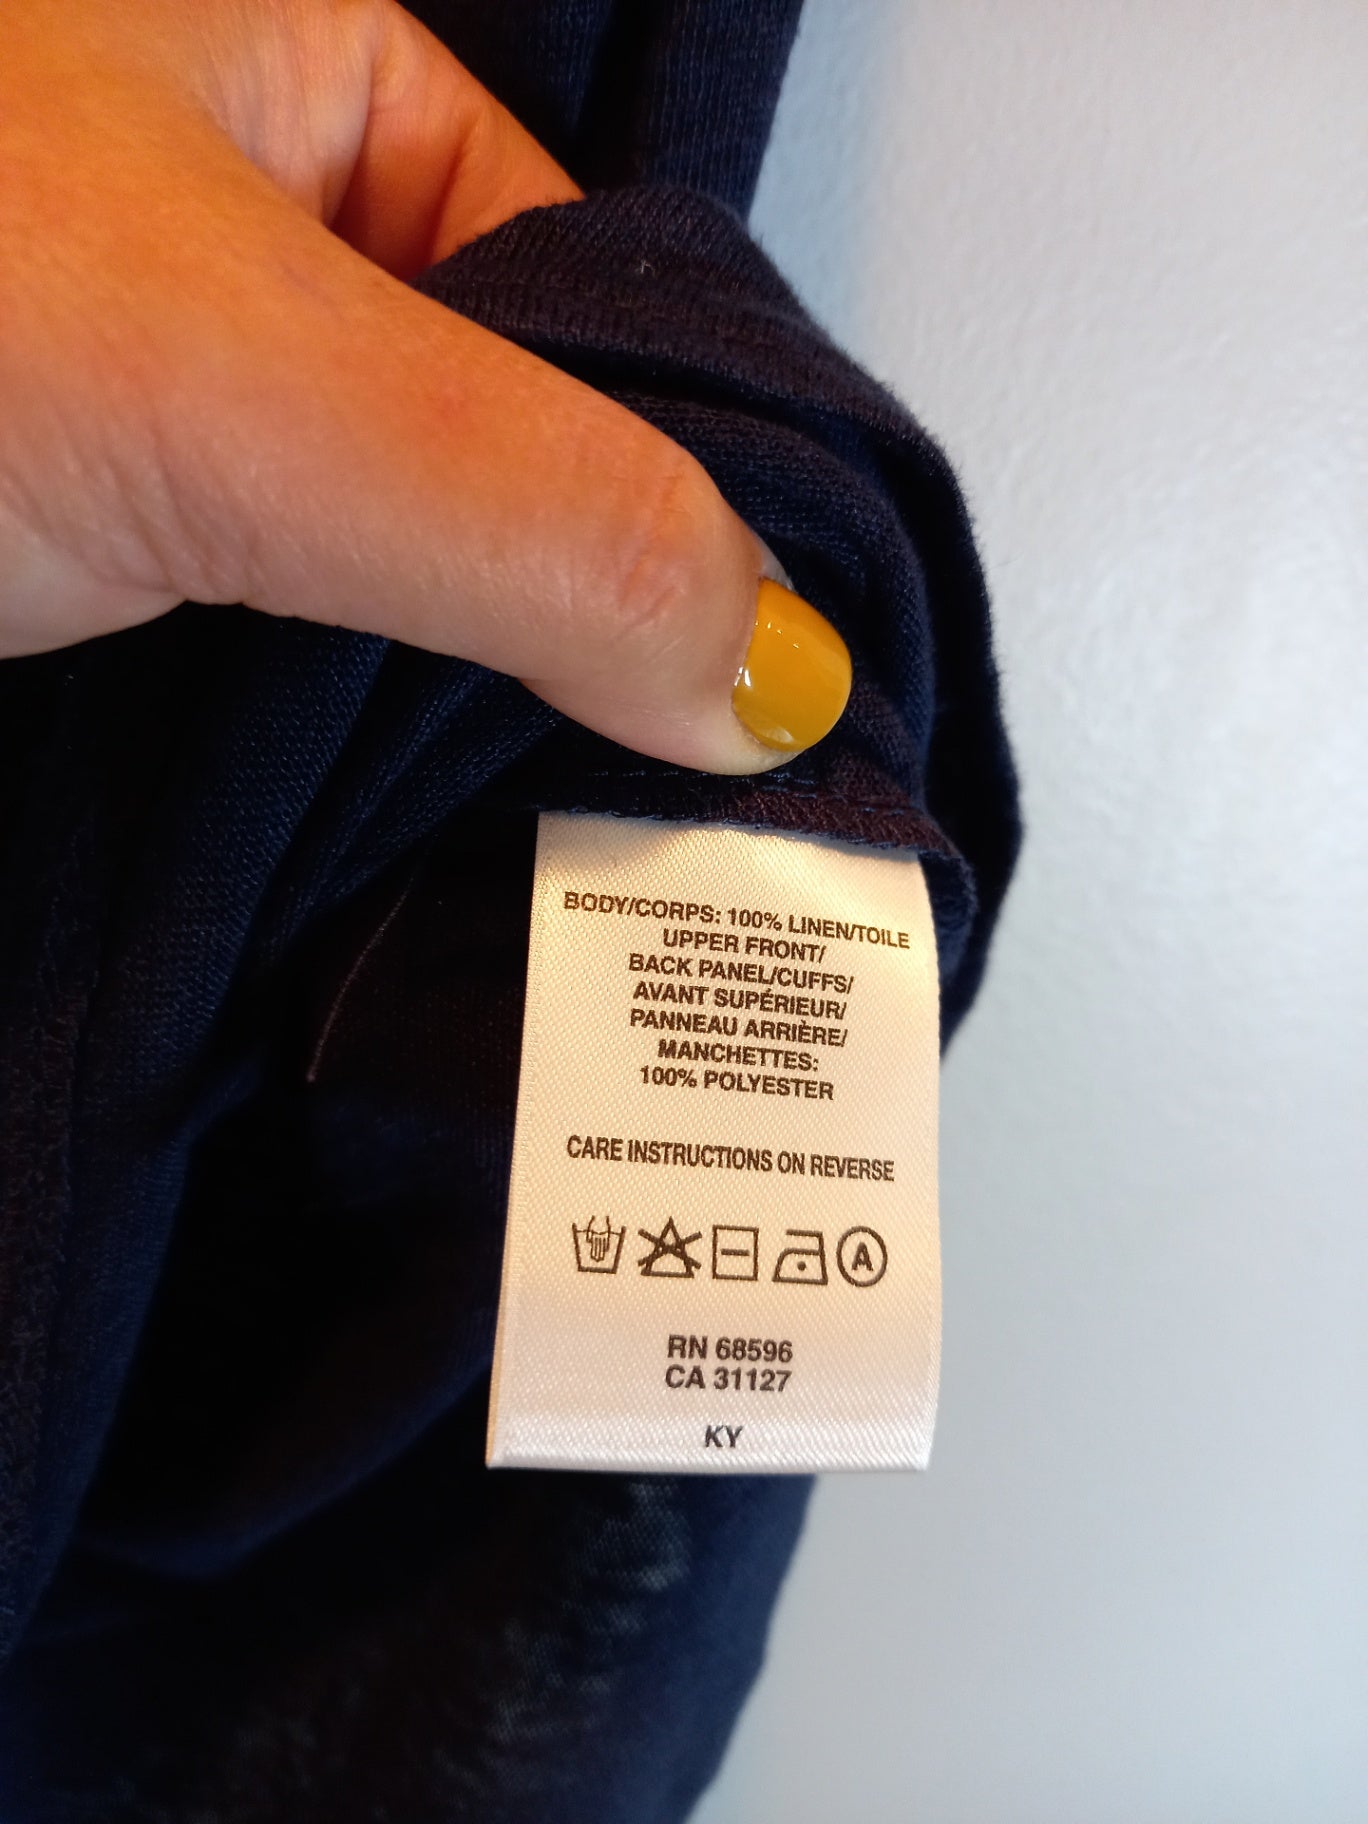 BODY/CORPS: 100% LINEN/TOILE
UPPER FRONT/
BACK PANEL/CUFFS/
AVANT SUPÉRIEUR/
PANNEAU ARRIÈRE/
MANCHETTES:
100% POLYESTER
CARE INSTRUCTIONS ON REVERSE
A
RN 68596
CA 31127
KY